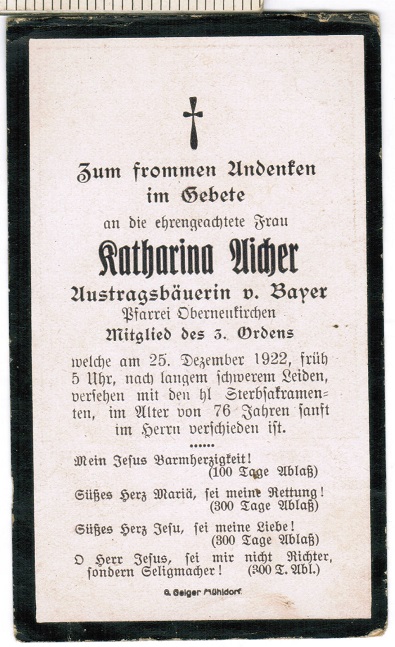 Zum frommen Andenken
im Gebete
an die ehrengeachtete Frau
Katharina Aicher
Austragsbäuerin v. Bayer
Pfarrei Oberneukirchen
Mitglied des 3. Ordens
welche am 25. Dezember 1922, früh
5 Uhr, nach langem schwerem Leiden,
versehen mit den hl Sterbsakramen-
ten, im Alter von 76 Jahren sanft
im Herrn verschieden ist.
Mein Jesus Barmherzigkeit!
(100 Tage Ablaß)
Süßes Herz Mariä, sei meine Rettung!
(300 Tage Ablaß)
Süßes Herz Jesu, sei meine Liebe!
(300 Tage Ablaß)
O Herr Jesus, sei mir nicht Richter,
sondern Seligmacher! (300 T. Abl.)
G. Geiger Mühldorf.